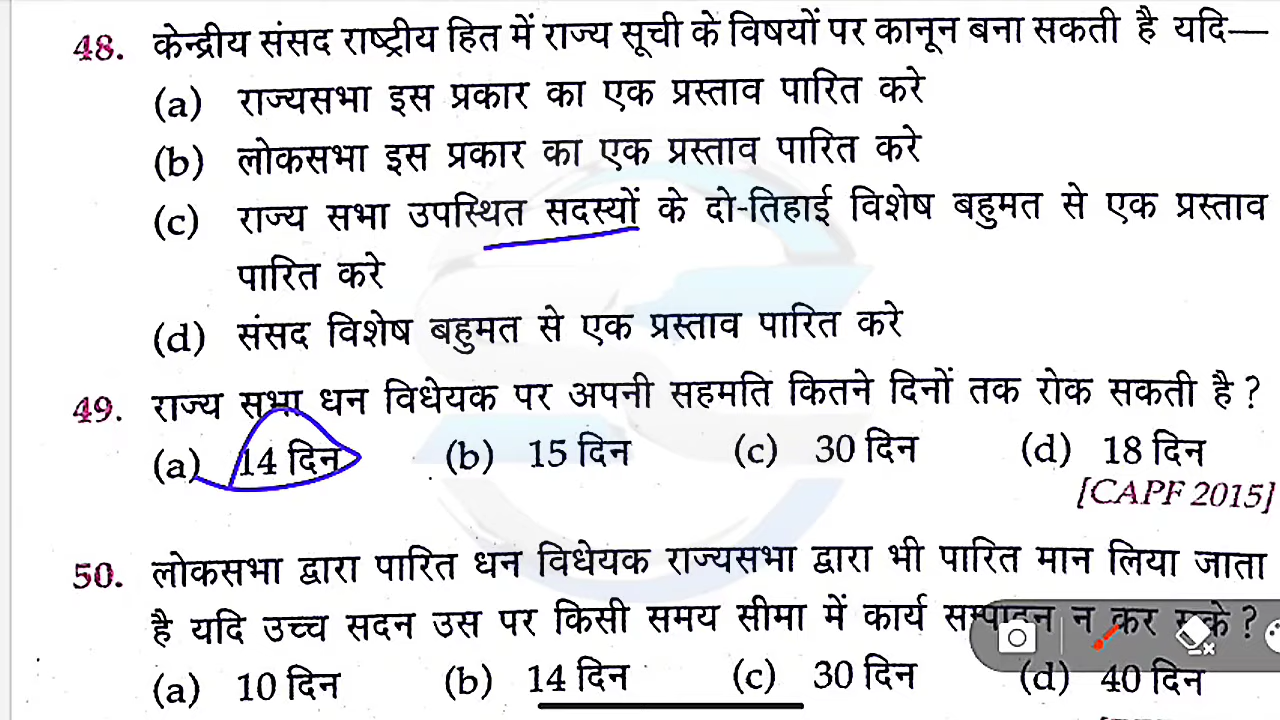 48. केन्द्रीय संसद राष्ट्रीय हित में राज्य सूची के विषयों पर कानून बना सकती है यदि—
(a) राज्यसभा इस प्रकार का एक प्रस्ताव पारित करे
(b) लोकसभा इस प्रकार का एक प्रस्ताव पारित करे
(c) राज्य सभा उपस्थित सदस्यों के दो-तिहाई विशेष बहुमत से एक प्रस्ताव
पारित करे
(d) संसद विशेष बहुमत से एक प्रस्ताव पारित करे
49. राज्य सभा धन विधेयक पर अपनी सहमति कितने दिनों तक रोक सकती है ?
(a) 14 दिन (b) 15 दिन (c) 30 दिन (d) 18 दिन
[CAPF 2015]
50. लोकसभा द्वारा पारित धन विधेयक राज्यसभा द्वारा भी पारित मान लिया जाता
है यदि उच्च सदन उस पर किसी समय सीमा में कार्य सम्पादन न कर सके ?
(a) 10 दिन (b) 14 दिन (c) 30 दिन (d) 40 दिन